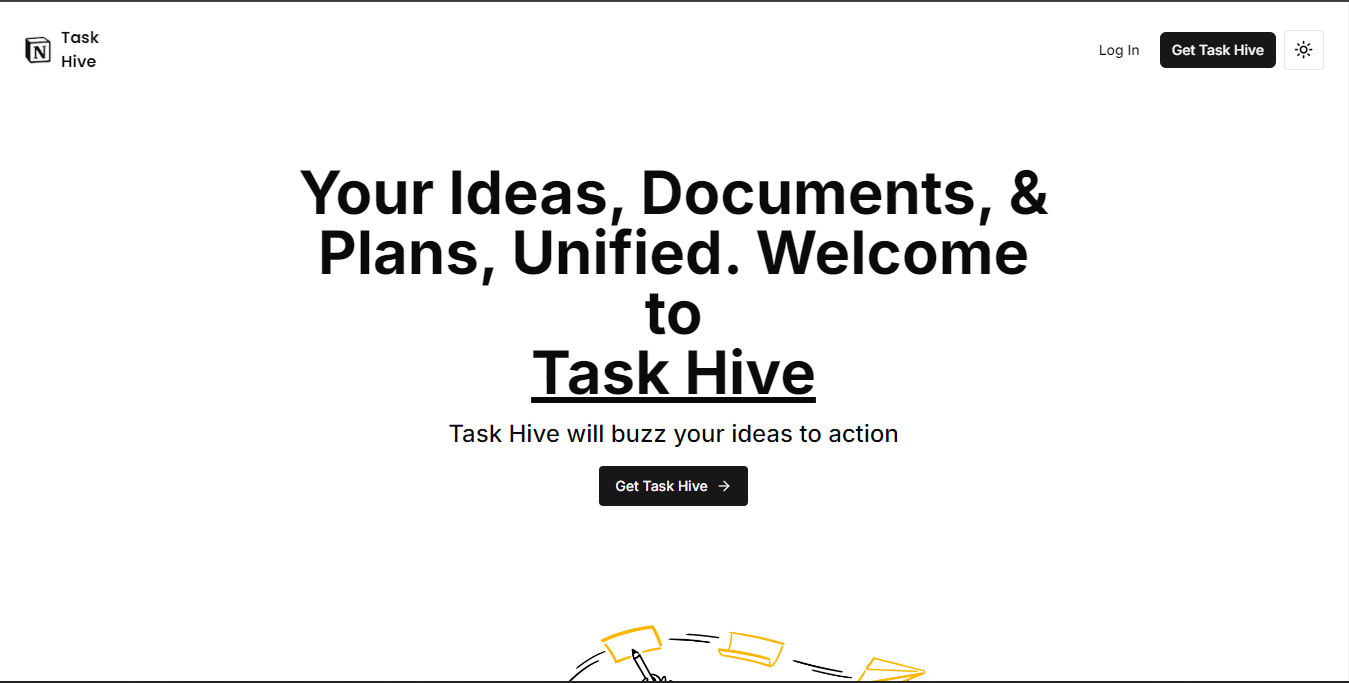 N
Task
Hive
Log In
Get Task Hive
Your Ideas, Documents, &
Plans, Unified. Welcome
to
Task Hive
Task Hive will buzz your ideas to action
Get Task Hive